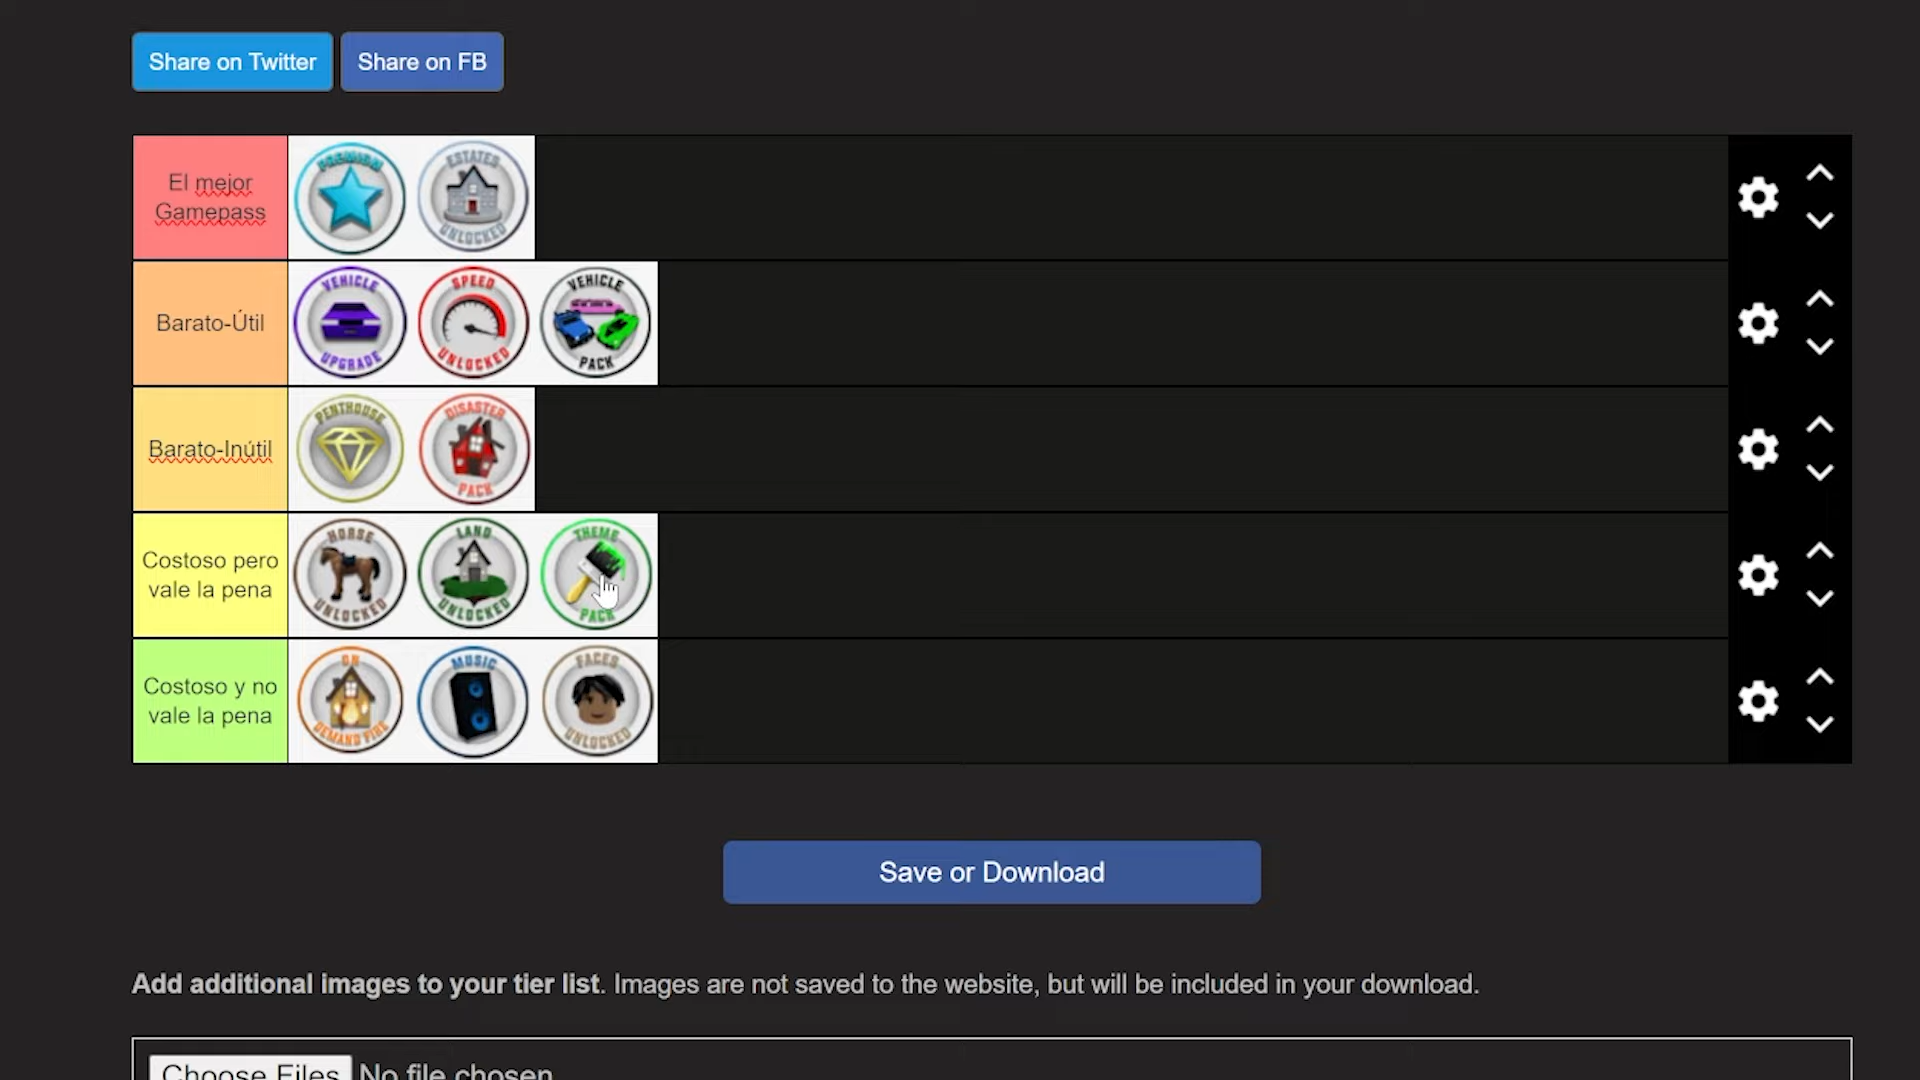 Share on Twitter Share on FB
El mejor
Gamepass
PREMIUM
ESTATES
UNLOCKED
Barato-Útil
VEHICLE
UPGRADE
SPEED
UNLOCKED
VEHICLE
PACK
Barato-Inútil
PENTHOUSE
DISASTER
PACK
Costoso pero
vale la pena
HORSE
UNLOCKED
LAND
UNLOCKED
THEME
PACK
Costoso y no
vale la pena
ON
DEMAND FIRE
MUSIC
FACES
UNLOCKED
Save or Download
Add additional images to your tier list. Images are not saved to the website, but will be included in your download.
Choose Files No file chosen